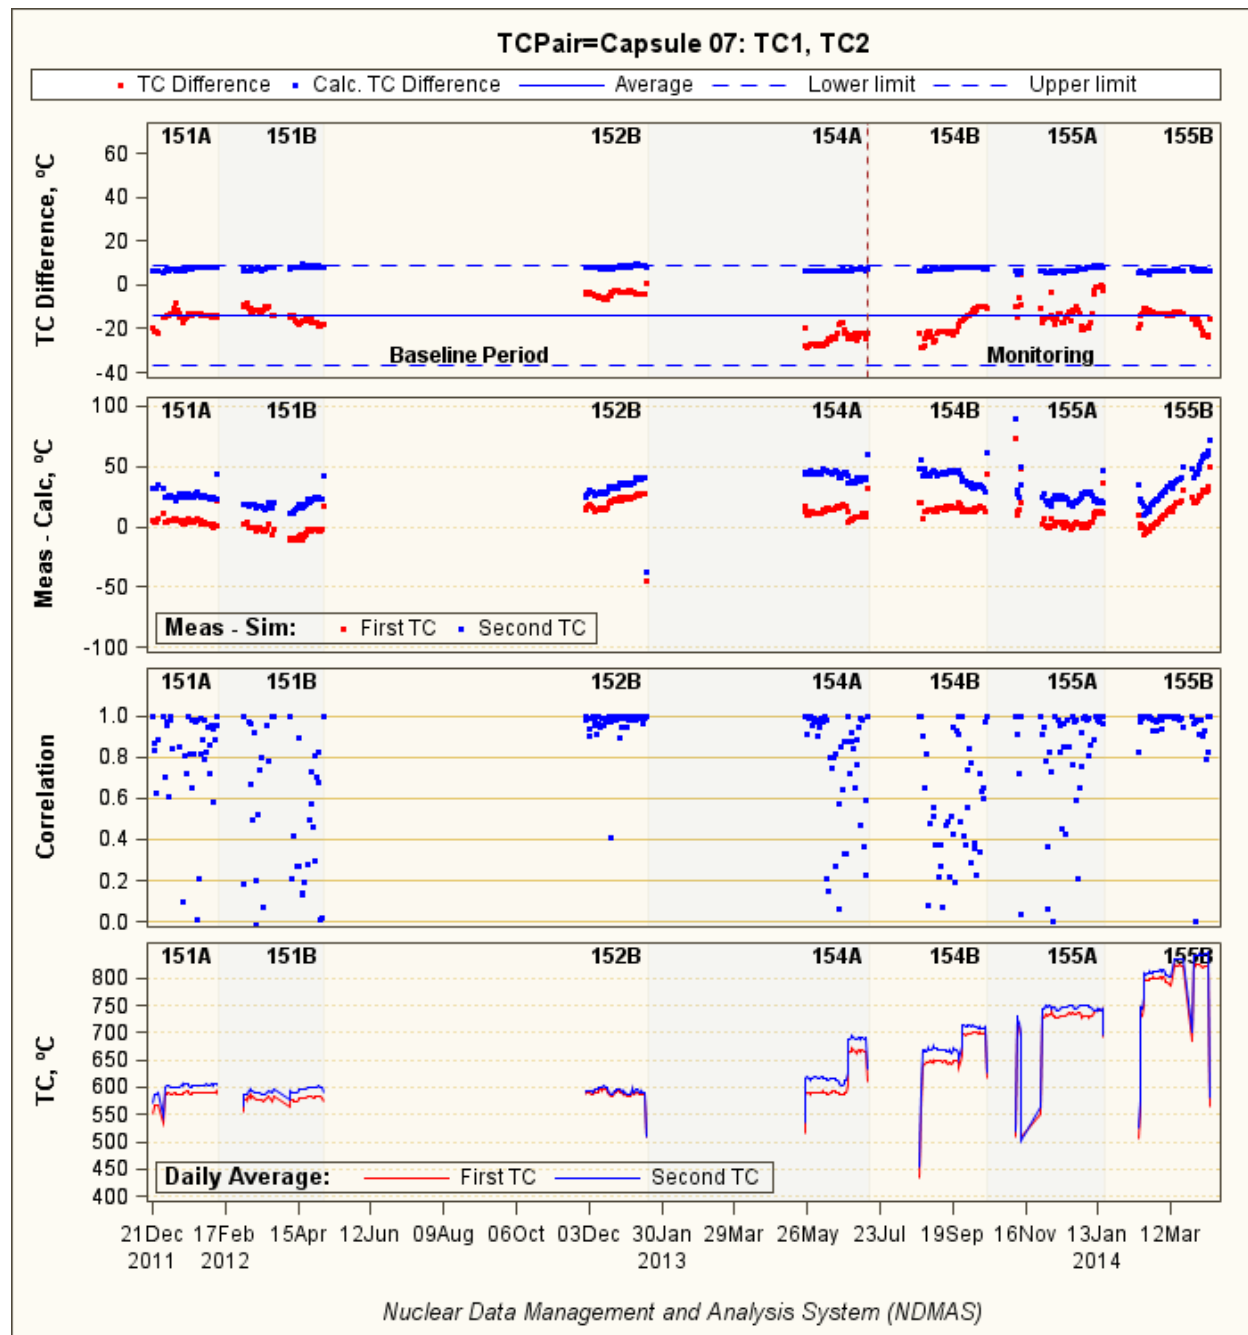 TCPair=Capsule 07: TC1, TC2
TC Difference Calc. TC Difference Average Lower limit Upper limit
151A 151B 152B 154A 154B 155A 155B
TC Difference, ºC
60
40
20
0
-20
-40
Baseline Period Monitoring
151A 151B 152B 154A 154B 155A 155B
Meas - Calc, ºC
100
50
0
-50
-100
Meas - Sim: First TC Second TC
151A 151B 152B 154A 154B 155A 155B
Correlation
1.0
0.8
0.6
0.4
0.2
0.0
151A 151B 152B 154A 154B 155A 155B
TC, ºC
800
750
700
650
600
550
500
450
400
Daily Average: First TC Second TC
21Dec 17Feb 15Apr 12Jun 09Aug 06Oct 03Dec 30Jan 29Mar 26May 23Jul 19Sep 16Nov 13Jan 12Mar
2011 2012 2013 2014
Nuclear Data Management and Analysis System (NDMAS)